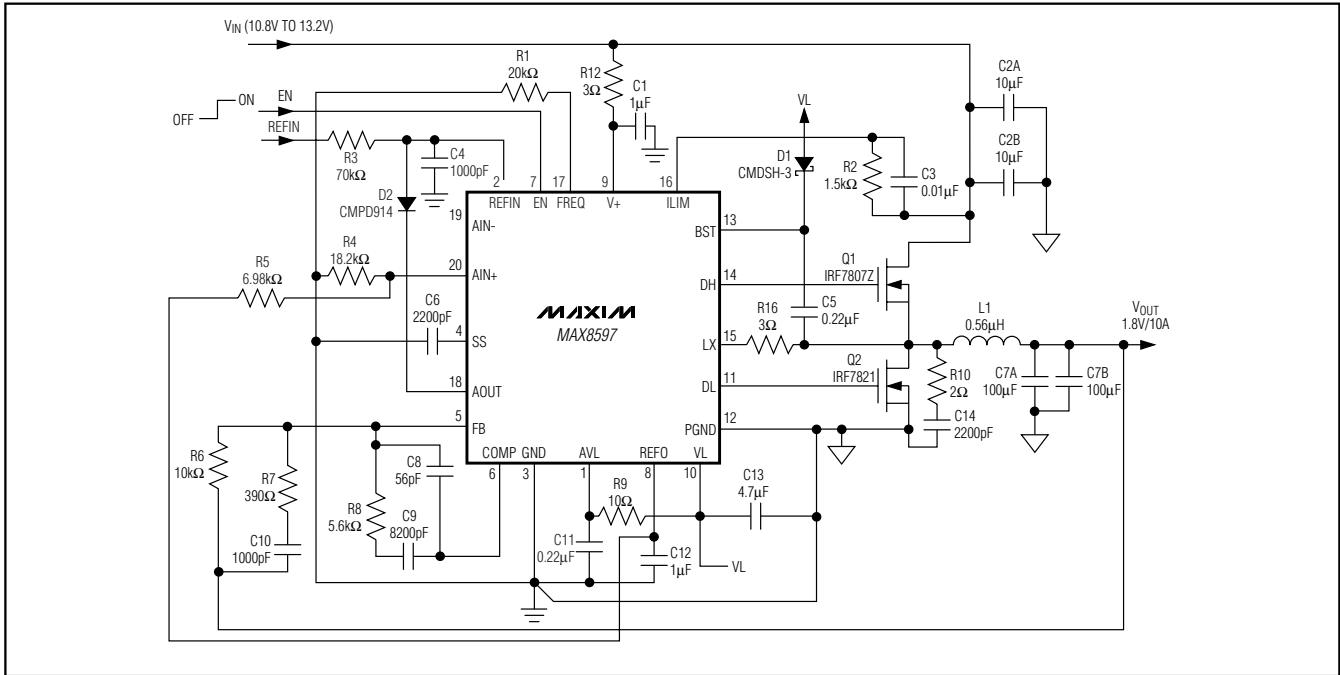 VIN (10.8V TO 13.2V)
R1
20kΩ
R12
3Ω
C1
1µF
C2A
10µF
OFF
ON
EN
REFIN
VL
R3
70kΩ
C4
1000pF
D2
CMPD914
D1
CMDSH-3
R2
1.5kΩ
C3
0.01µF
C2B
10µF
2
7
17
9
16
REFIN
EN
FREQ
V+
ILIM
19
AIN-
13
BST
R5
6.98kΩ
R4
18.2kΩ
20
AIN+
14
DH
Q1
IRF7807Z
C6
2200pF
4
SS
MAXIM
MAX8597
R16
3Ω
C5
0.22µF
15
LX
L1
0.56µH
VOUT
1.8V/10A
18
AOUT
11
DL
Q2
IRF7821
R10
2Ω
C7A
100µF
C7B
100µF
5
FB
12
PGND
C14
2200pF
COMP
GND
AVL
REFO
VL
6
3
1
8
10
R6
10kΩ
R7
390Ω
C8
56pF
R8
5.6kΩ
C9
8200pF
C10
1000pF
R9
10Ω
C13
4.7µF
C11
0.22µF
C12
1µF
VL